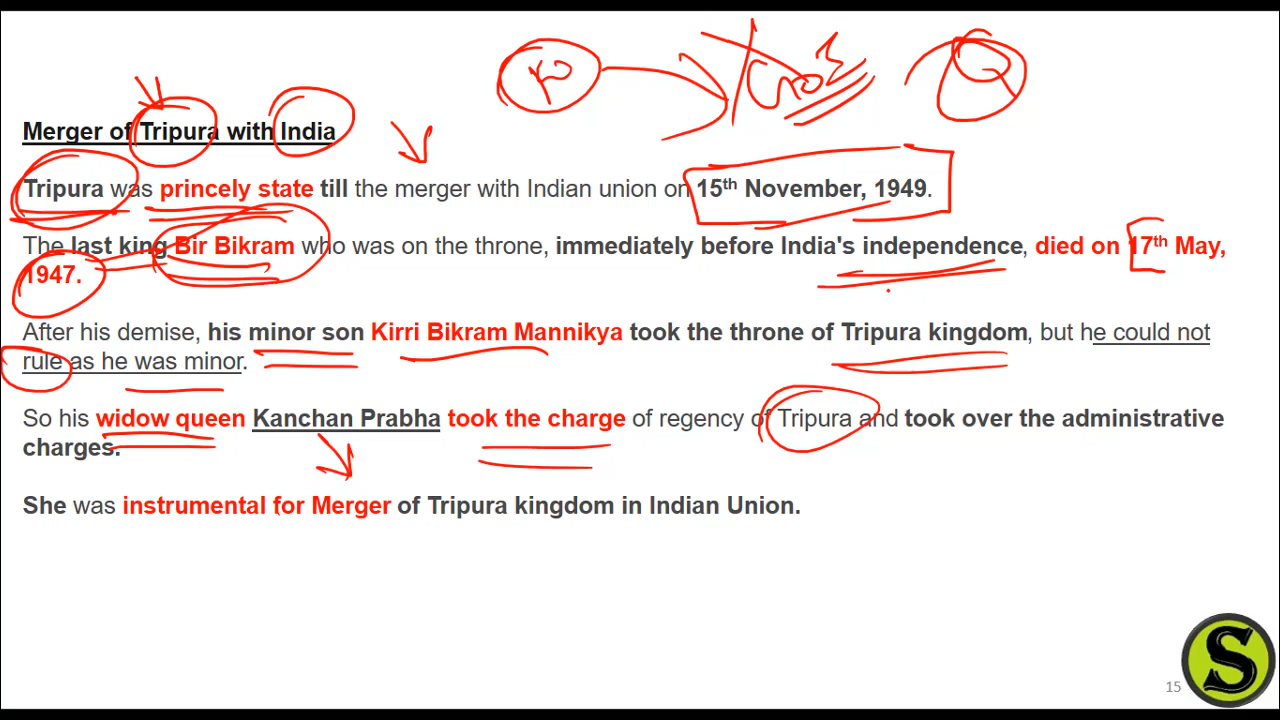 Merger of Tripura with India
Tripura was princely state till the merger with Indian union on 15th November, 1949.
The last king Bir Bikram who was on the throne, immediately before India's independence, died on 17th May,
1947.
After his demise, his minor son Kirri Bikram Mannikya took the throne of Tripura kingdom, but he could not
rule as he was minor.
So his widow queen Kanchan Prabha took the charge of regency of Tripura and took over the administrative
charges.
She was instrumental for Merger of Tripura kingdom in Indian Union.
15
S